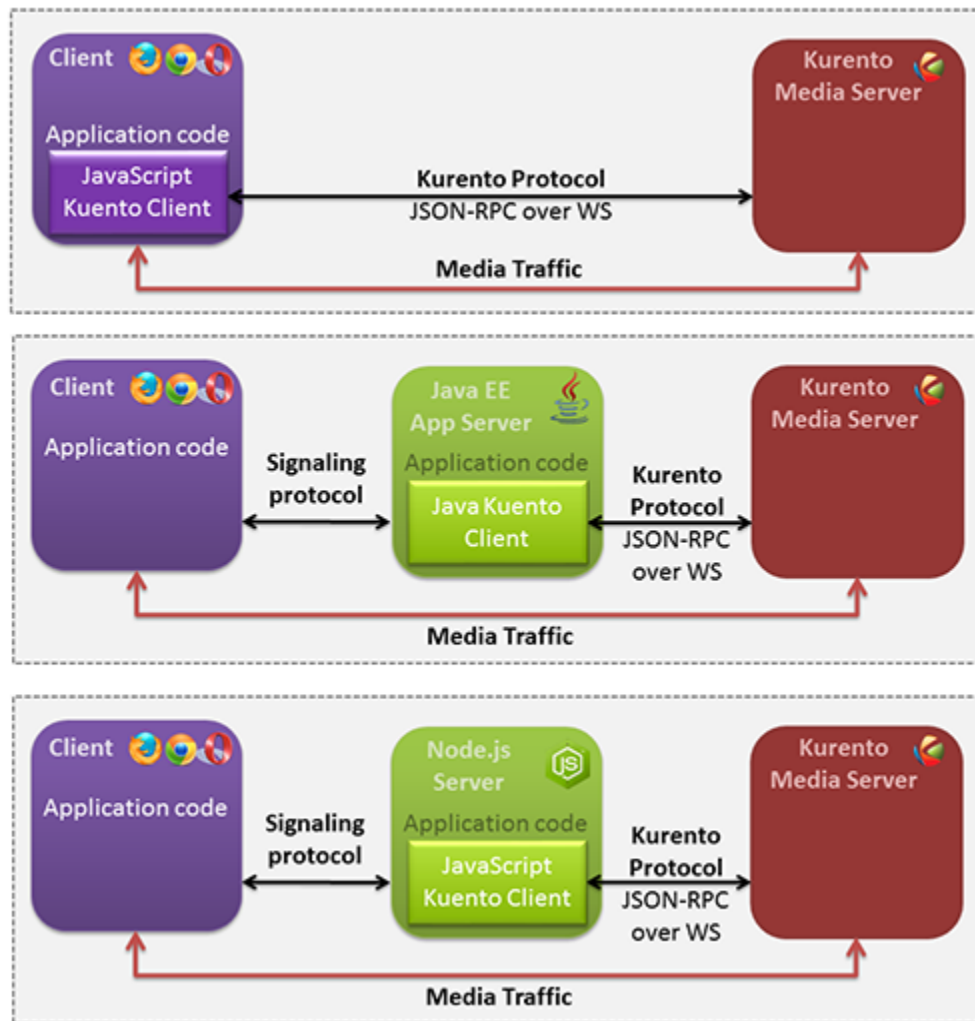 Client
Kurento
Media Server
Application code
JavaScript
Kuento Client
Kurento Protocol
JSON-RPC over WS
Media Traffic
Client
Java EE
App Server
Kurento
Media Server
Application code
Signaling
protocol
Application code
Java Kuento
Client
Kurento
Protocol
JSON-RPC
over WS
Media Traffic
Client
Node.js
Server
JS
Kurento
Media Server
Application code
Signaling
protocol
Application code
JavaScript
Kuento Client
Kurento
Protocol
JSON-RPC
over WS
Media Traffic